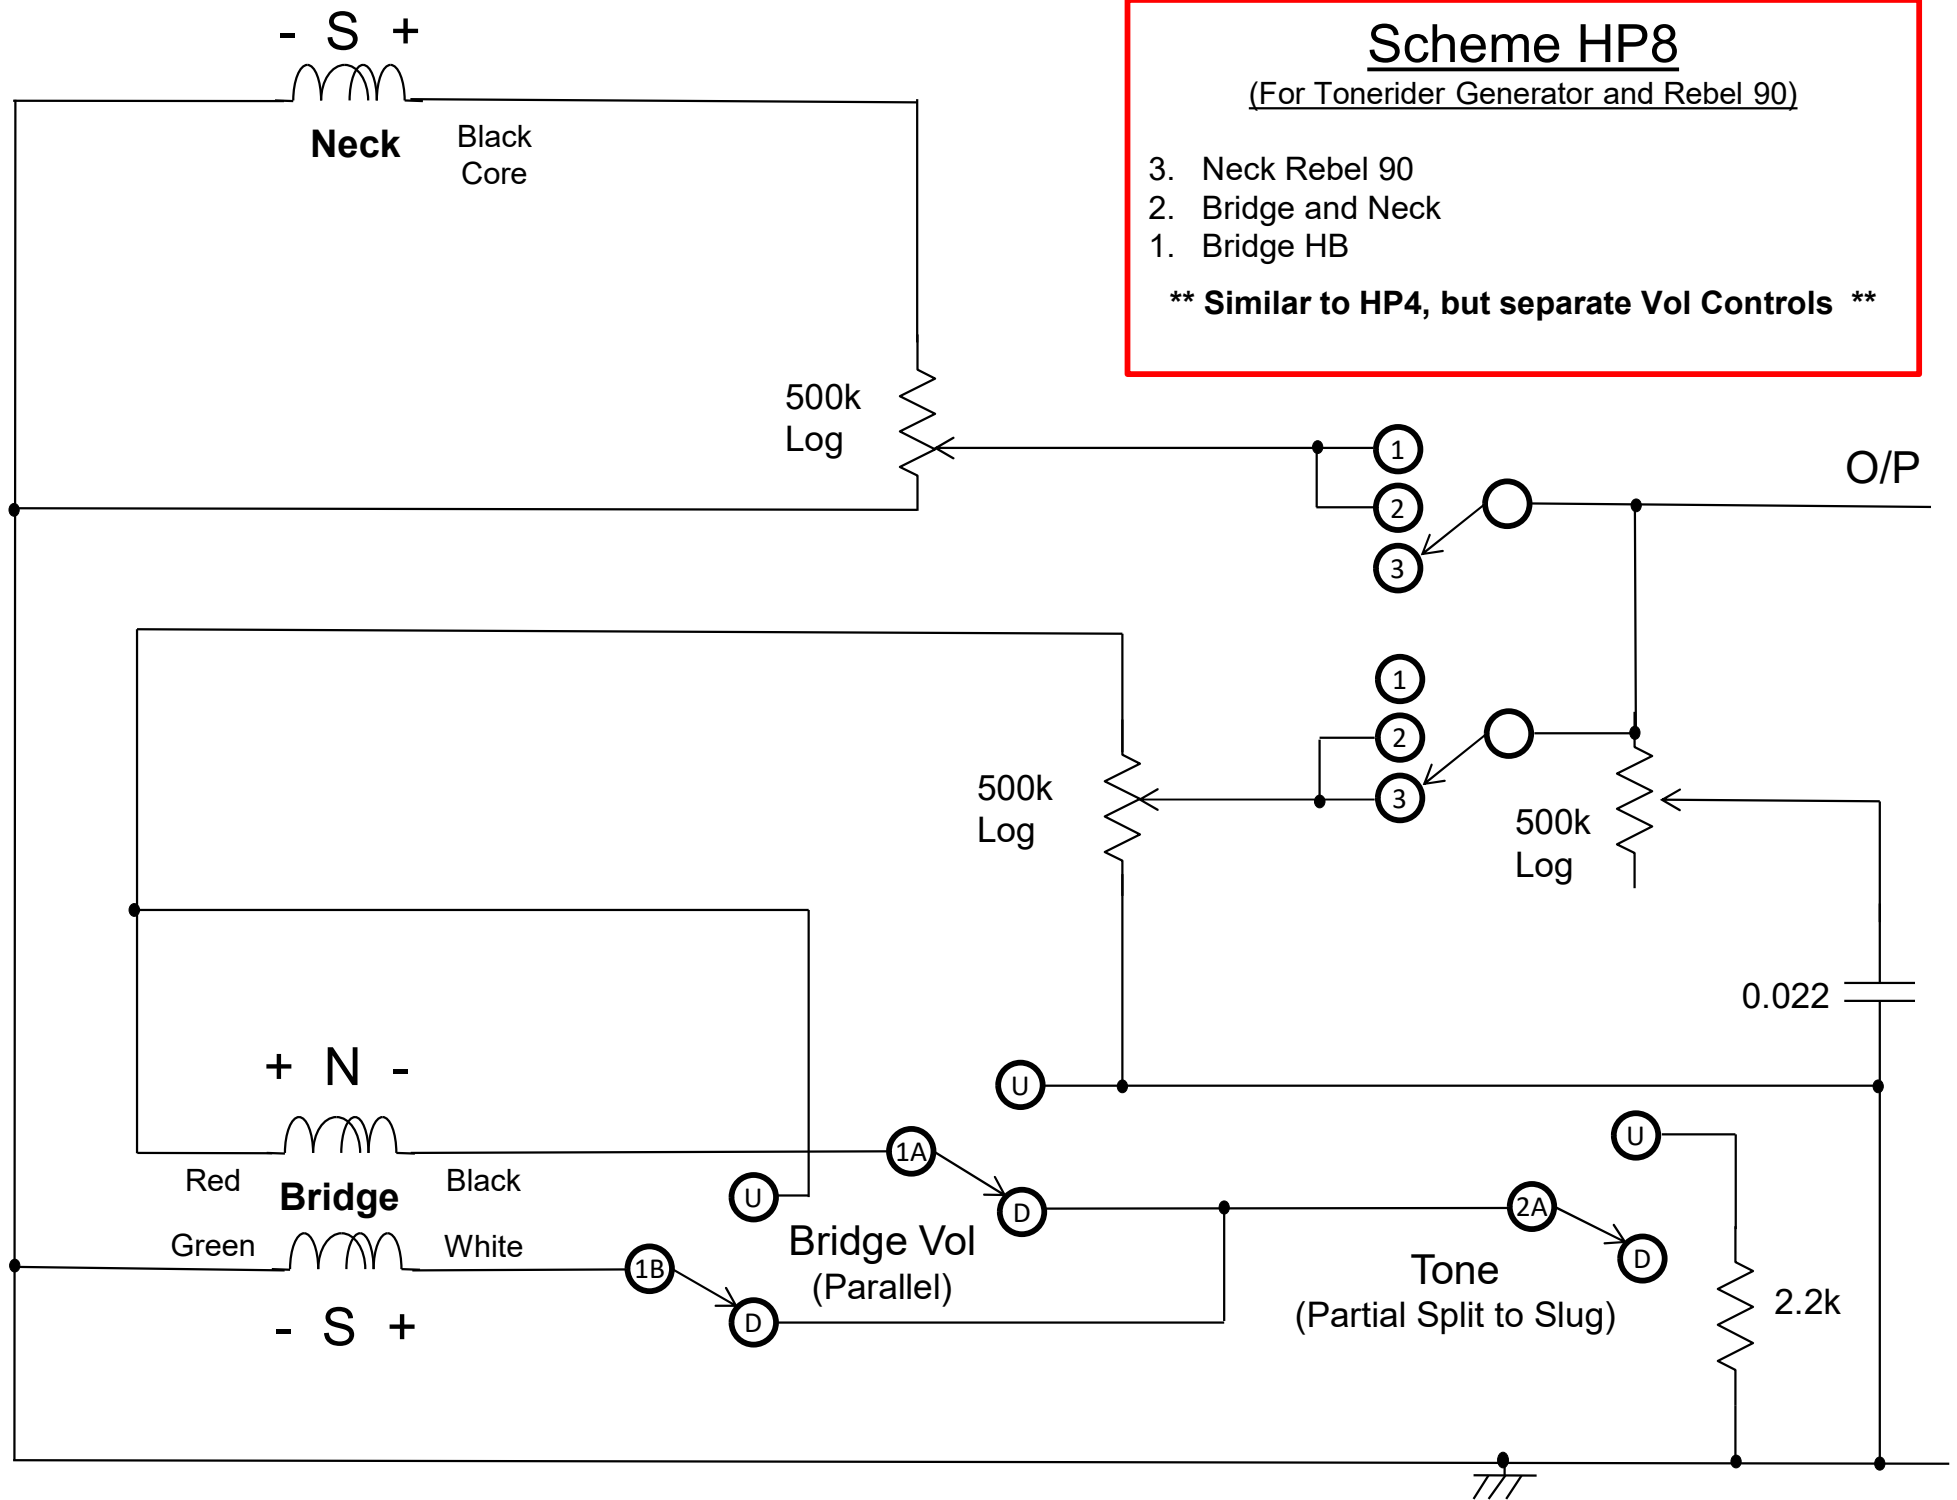 - S +
Neck
Black
Core
Scheme HP8
(For Tonerider Generator and Rebel 90)
3. Neck Rebel 90
2. Bridge and Neck
1. Bridge HB
** Similar to HP4, but separate Vol Controls **
500k
Log
1
2
3
O/P
1
2
3
500k
Log
500k
Log
0.022
+ N -
Red
Bridge
Black
Green
White
- S +
U
1A
D
U
1B
D
Bridge Vol
(Parallel)
U
2A
D
Tone
(Partial Split to Slug)
2.2k